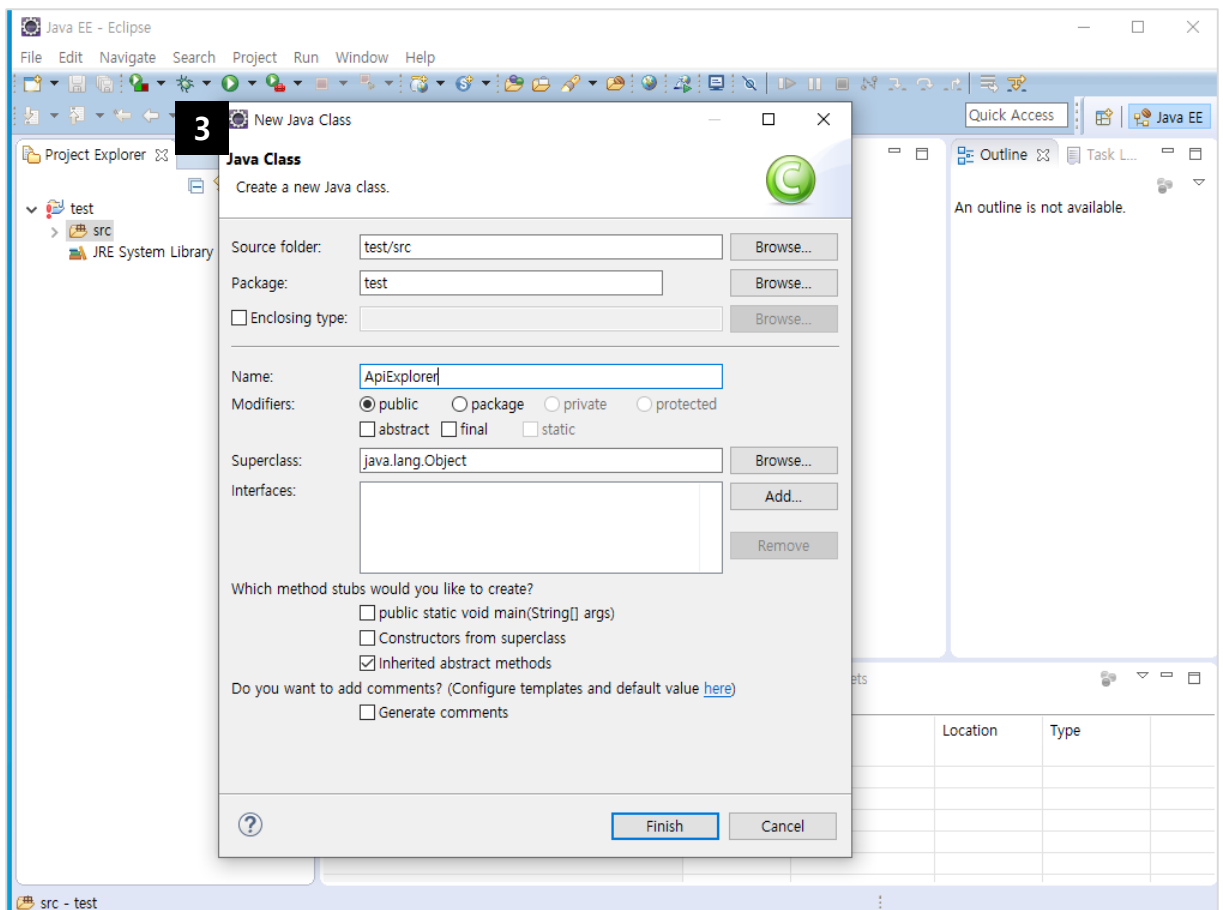 Java EE - Eclipse
File Edit Navigate Search Project Run Window Help
Quick Access
Java EE
3
New Java Class
Project Explorer
test
src
JRE System Library
Java Class
Create a new Java class.
Source folder: test/src Browse...
Package: test Browse...
Enclosing type: Browse...
Name: ApiExplorer
Modifiers: public package private protected
abstract final static
Superclass: java.lang.Object Browse...
Interfaces: Add...
Remove
Which method stubs would you like to create?
public static void main(String[] args)
Constructors from superclass
Inherited abstract methods
Do you want to add comments? (Configure templates and default value here)
Generate comments
? Finish Cancel
Outline Task L...
An outline is not available.
Location Type
src - test